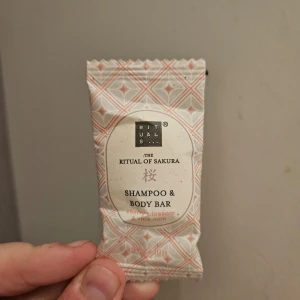 RIT
UAL
S...
®
THE
RITUAL OF SAKURA
桜
SHAMPOO &
BODY BAR